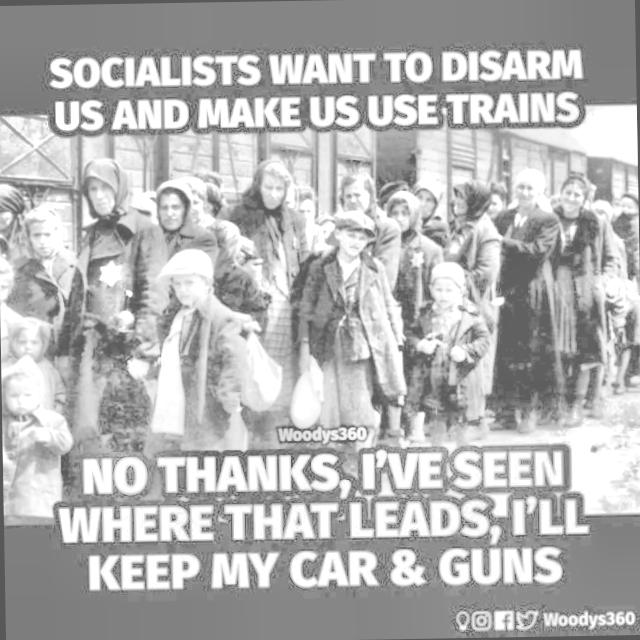 SOCIALISTS WANT TO DISARM
US AND MAKE US USE TRAINS
Woodys360
NO THANKS, I'VE SEEN
WHERE THAT LEADS, I'LL
KEEP MY CAR & GUNS
Woodys360